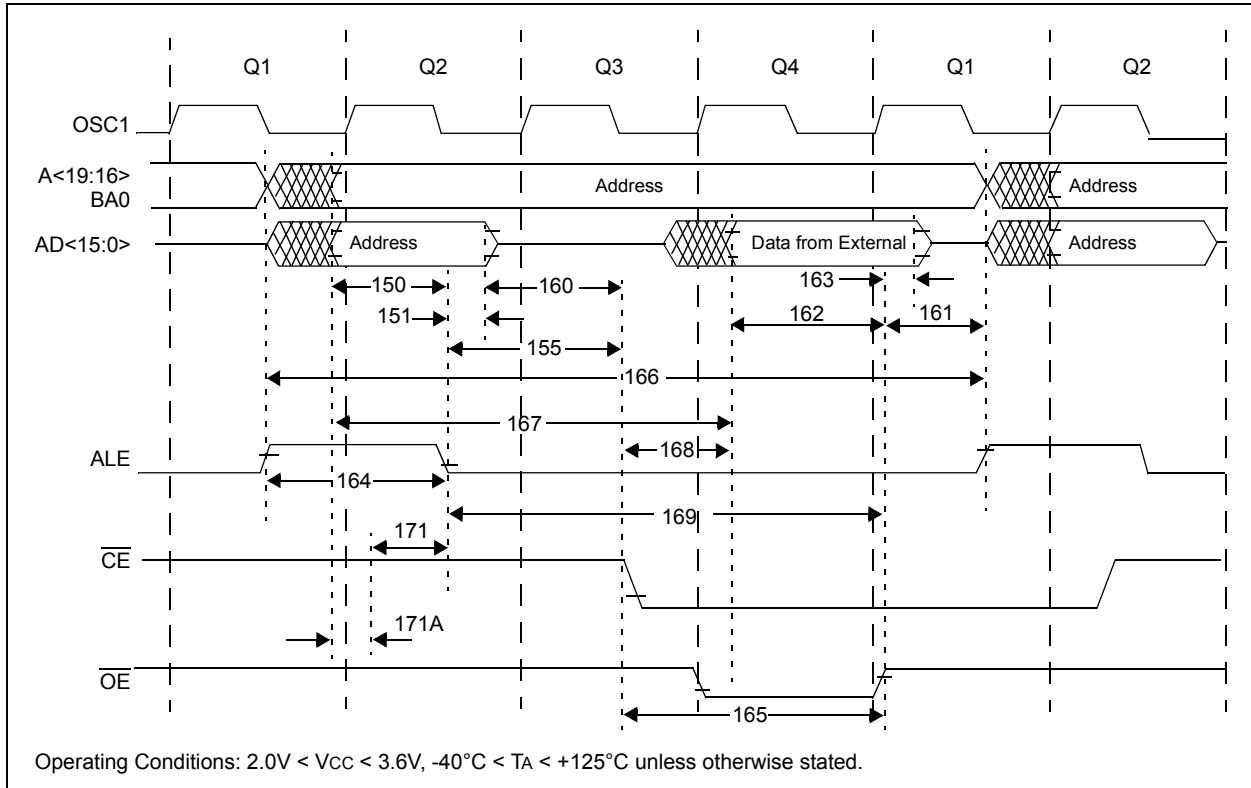 Q1 Q2 Q3 Q4 Q1 Q2
OSC1
A<19:16>
BA0
Address
Address
AD<15:0>
Address
Data from External
Address
150
160
163
151
162
161
155
166
167
168
ALE
164
169
171
CE
171A
OE
165
Operating Conditions: 2.0V < VCC < 3.6V, -40°C < TA < +125°C unless otherwise stated.